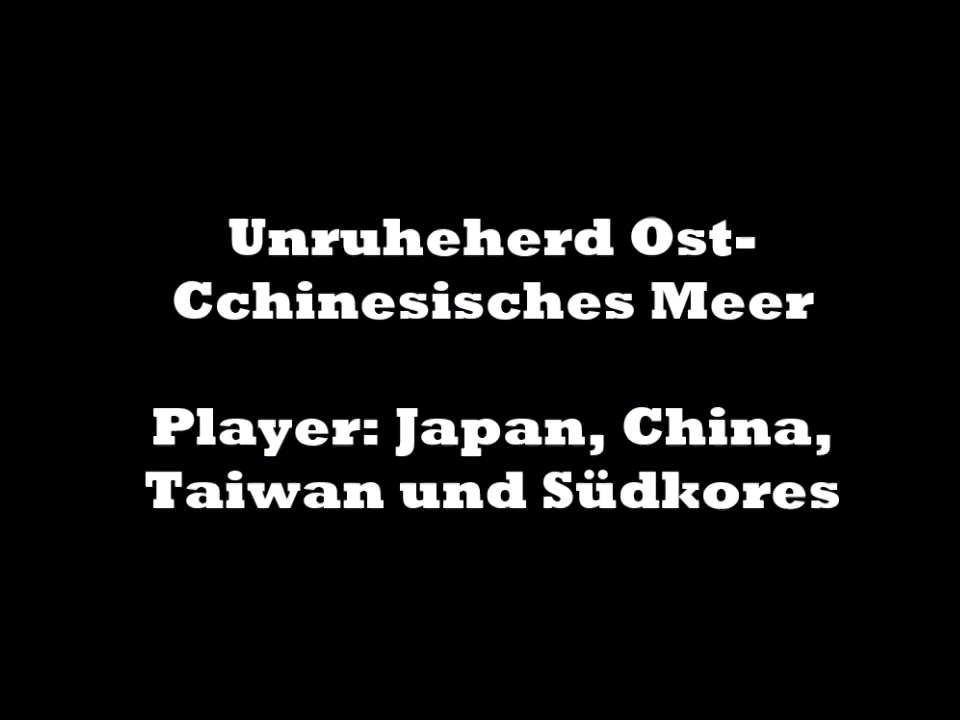 Unruheherd Ost-
Cchinesisches Meer
Player: Japan, China,
Taiwan und Südkores